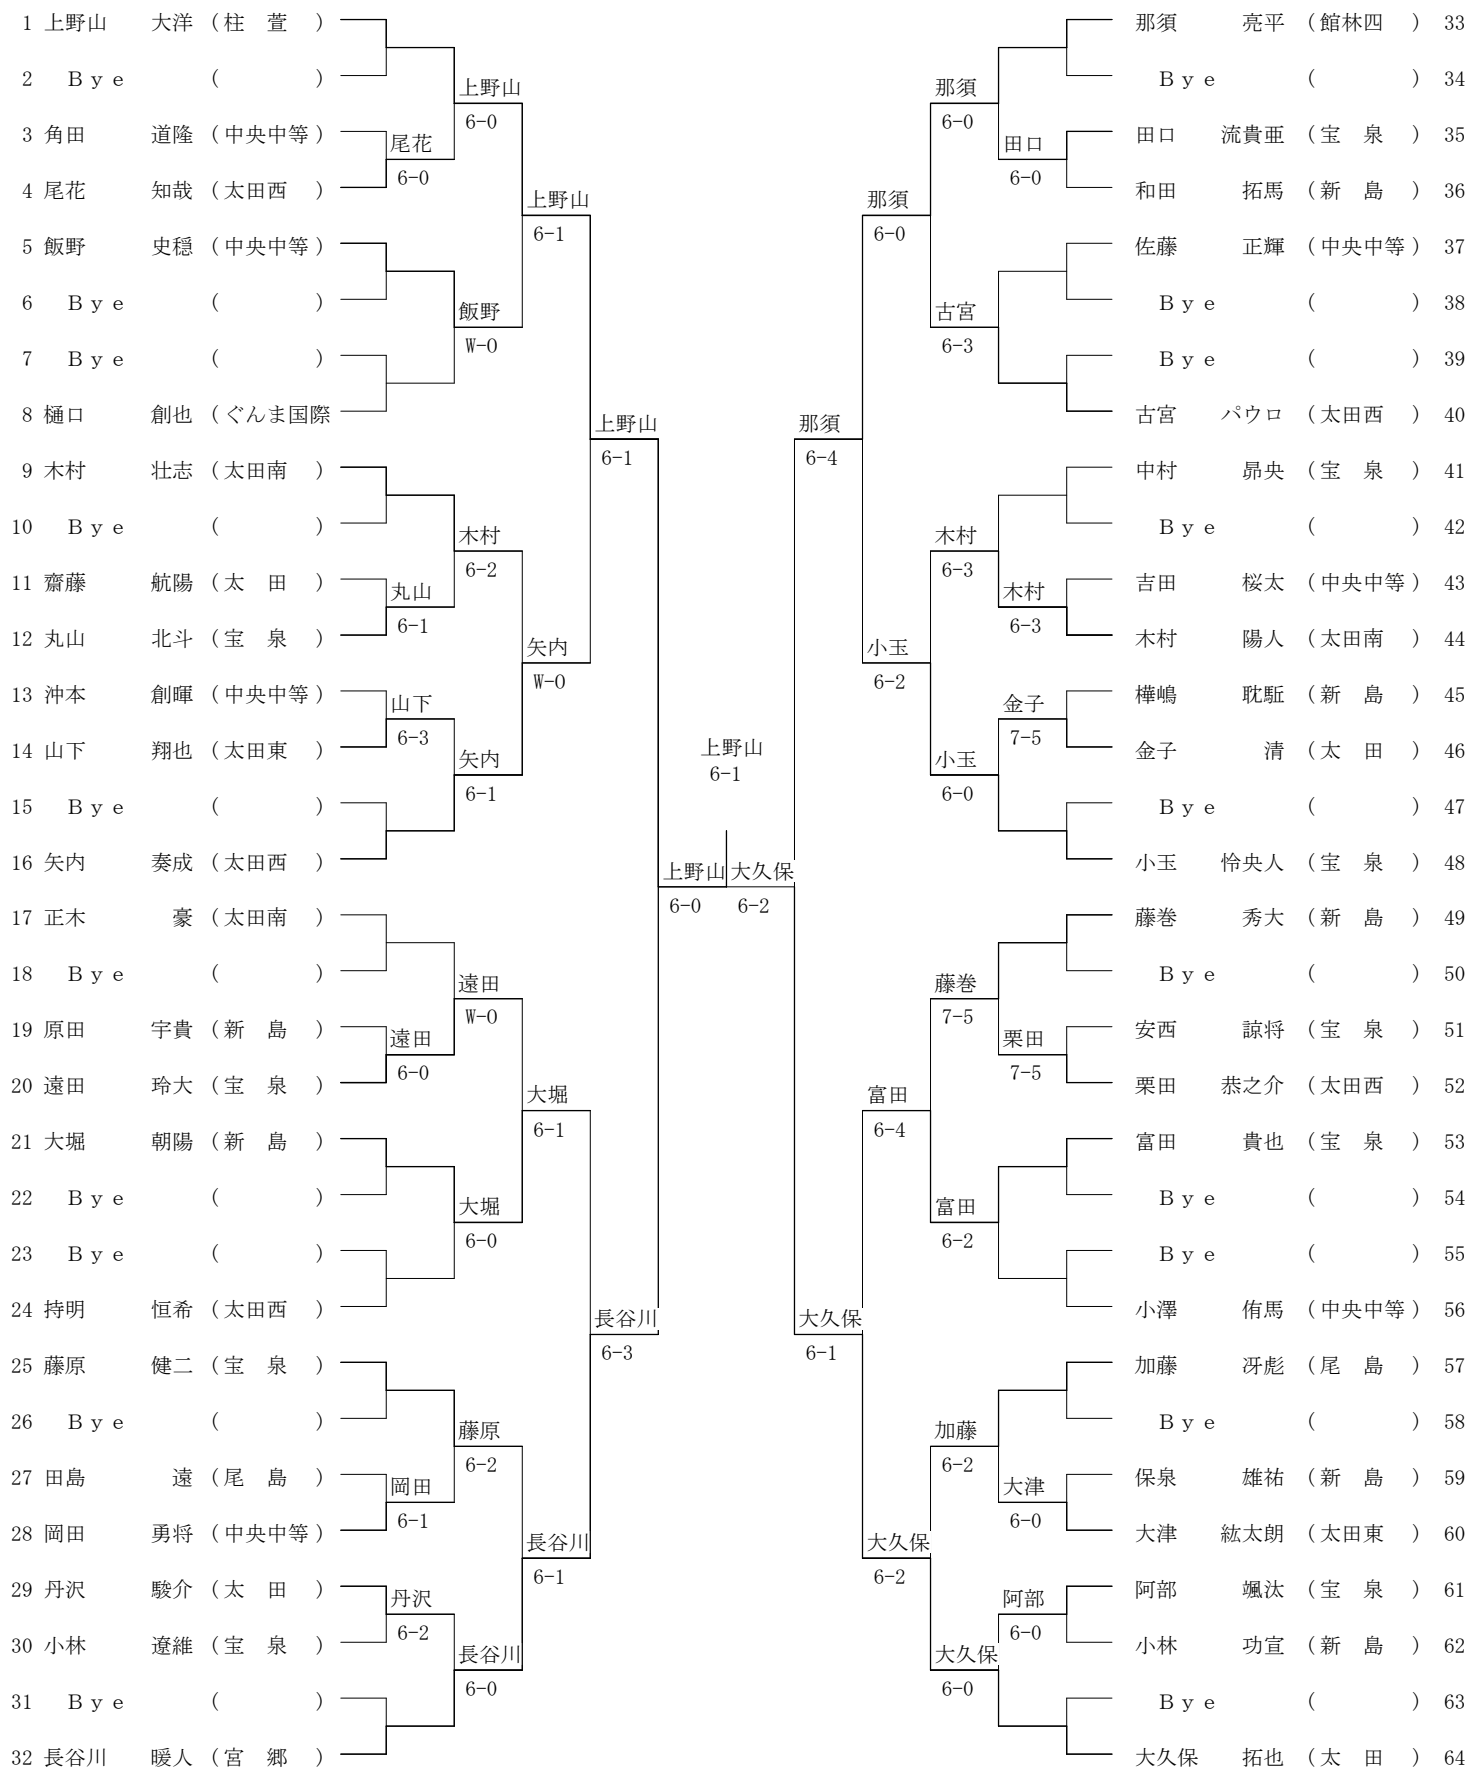 1 上野山 大洋 （柱 萱 ）
2 Ｂｙｅ （ ）
3 角田 道隆 （中央中等）
4 尾花 知哉 （太田西 ）
5 飯野 史穏 （中央中等）
6 Ｂｙｅ （ ）
7 Ｂｙｅ （ ）
8 樋口 創也 （ぐんま国際
9 木村 壮志 （太田南 ）
10 Ｂｙｅ （ ）
11 齋藤 航陽 （太 田 ）
12 丸山 北斗 （宝 泉 ）
13 沖本 創暉 （中央中等）
14 山下 翔也 （太田東 ）
15 Ｂｙｅ （ ）
16 矢内 奏成 （太田西 ）
17 正木 豪 （太田南 ）
18 Ｂｙｅ （ ）
19 原田 宇貴 （新 島 ）
20 遠田 玲大 （宝 泉 ）
21 大堀 朝陽 （新 島 ）
22 Ｂｙｅ （ ）
23 Ｂｙｅ （ ）
24 持明 恒希 （太田西 ）
25 藤原 健二 （宝 泉 ）
26 Ｂｙｅ （ ）
27 田島 遠 （尾 島 ）
28 岡田 勇将 （中央中等）
29 丹沢 駿介 （太 田 ）
30 小林 遼維 （宝 泉 ）
31 Ｂｙｅ （ ）
32 長谷川 暖人 （宮 郷 ）
尾花
6-0
丸山
6-1
山下
6-3
遠田
6-0
岡田
6-1
丹沢
6-2
上野山
6-0
飯野
W-0
木村
6-2
矢内
6-1
遠田
W-0
大堀
6-0
藤原
6-2
長谷川
6-0
上野山
6-1
矢内
W-0
大堀
6-1
長谷川
6-1
上野山
6-1
長谷川
6-3
上野山
6-0
上野山
6-1
大久保
6-2
那須
6-4
大久保
6-1
那須
6-0
小玉
6-2
富田
6-4
大久保
6-2
那須
6-0
古宮
6-3
木村
6-3
小玉
6-0
藤巻
7-5
富田
6-2
加藤
6-2
大久保
6-0
田口
6-0
木村
6-3
金子
7-5
栗田
7-5
大津
6-0
阿部
6-0
那須 亮平 （館林四 ） 33
Ｂｙｅ （ ） 34
田口 流貴亜 （宝 泉 ） 35
和田 拓馬 （新 島 ） 36
佐藤 正輝 （中央中等） 37
Ｂｙｅ （ ） 38
Ｂｙｅ （ ） 39
古宮 パウロ （太田西 ） 40
中村 昴央 （宝 泉 ） 41
Ｂｙｅ （ ） 42
吉田 桜太 （中央中等） 43
木村 陽人 （太田南 ） 44
樺嶋 耽駈 （新 島 ） 45
金子 清 （太 田 ） 46
Ｂｙｅ （ ） 47
小玉 怜央人 （宝 泉 ） 48
藤巻 秀大 （新 島 ） 49
Ｂｙｅ （ ） 50
安西 諒将 （宝 泉 ） 51
栗田 恭之介 （太田西 ） 52
富田 貴也 （宝 泉 ） 53
Ｂｙｅ （ ） 54
Ｂｙｅ （ ） 55
小澤 侑馬 （中央中等） 56
加藤 冴彪 （尾 島 ） 57
Ｂｙｅ （ ） 58
保泉 雄祐 （新 島 ） 59
大津 紘太朗 （太田東 ） 60
阿部 颯汰 （宝 泉 ） 61
小林 功宣 （新 島 ） 62
Ｂｙｅ （ ） 63
大久保 拓也 （太 田 ） 64